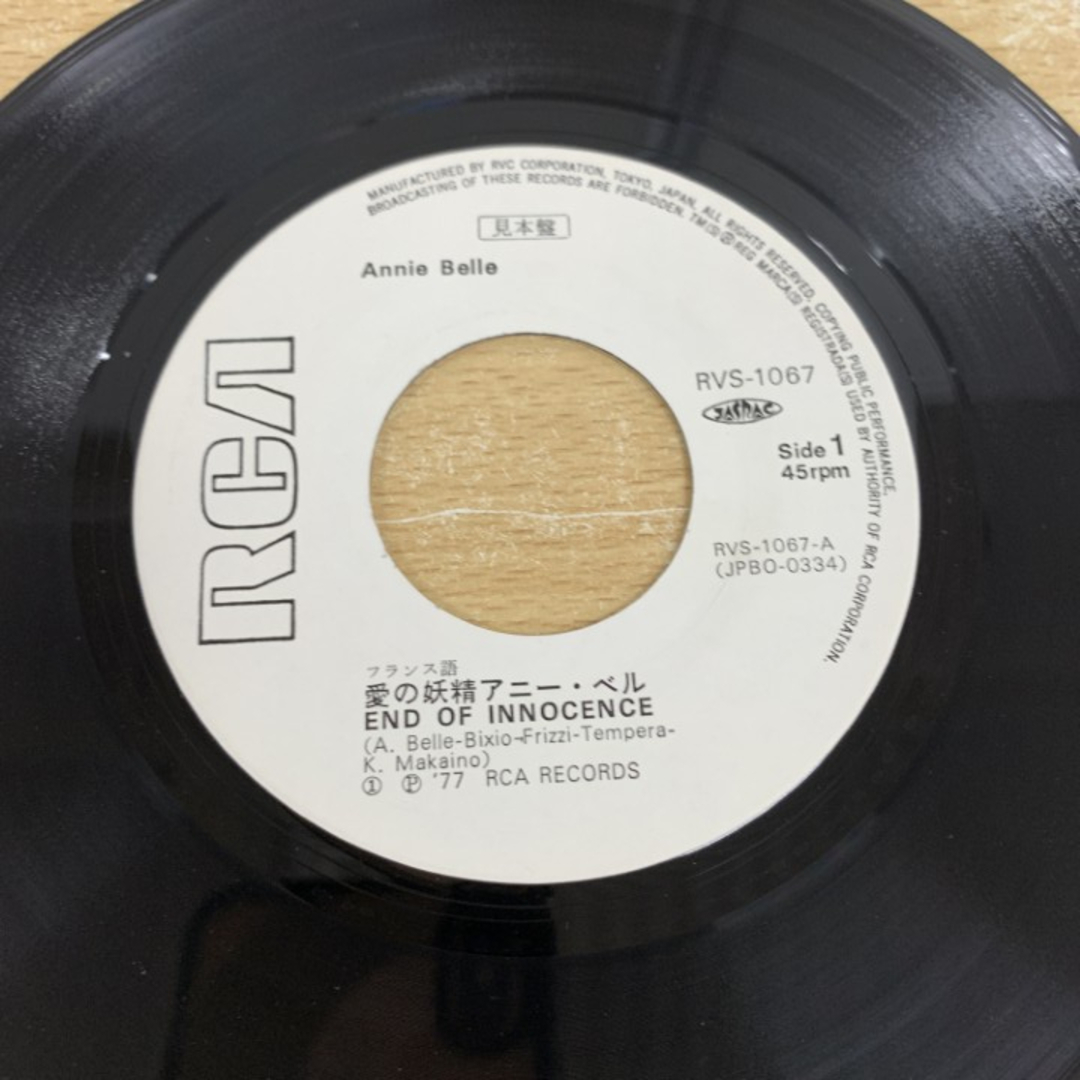 MANUFACTURED BY RVC CORPORATION, TOKYO, JAPAN, ALL RIGHTS RESERVED, COPYING PUBLIC PERFORMANCE,
BROADCASTING OF THESE RECORDS ARE FORBIDDEN. TM(S)® REG MARCA(S) REGISTRADA(S) USED BY AUTHORITY OF RCA CORPORATION.
見本盤
Annie Belle
RCA
RVS-1067
JASRAC
Side 1
45rpm
RVS-1067-A
(JPBO-0334)
フランス語
愛の妖精アニー・ベル
END OF INNOCENCE
(A. Belle-Bixio-Frizzi-Tempera-
K. Makaino)
① Ⓟ '77 RCA RECORDS